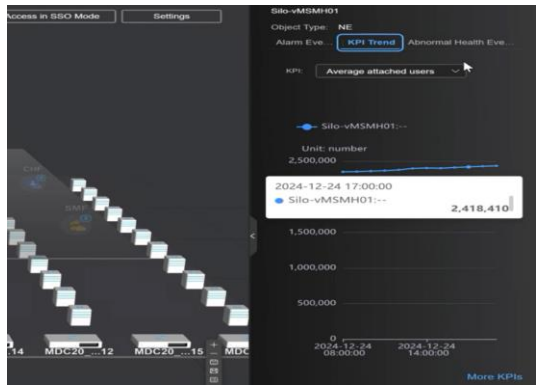 Access in SSO Mode
Settings
CHF
SMF
.14
MDC20_...12
MDC20_...15
MDC
Silo-vMSMH01
Object Type: NE
Alarm Eve...
KPI Trend
Abnormal Health Eve...
KPI: Average attached users
Silo-vMSMH01:--
Unit: number
2,500,000
2024-12-24 17:00:00
Silo-vMSMH01:--
2,418,410
1,500,000
1,000,000
500,000
0
2024-12-24 08:00:00
2024-12-24 14:00:00
More KPIs